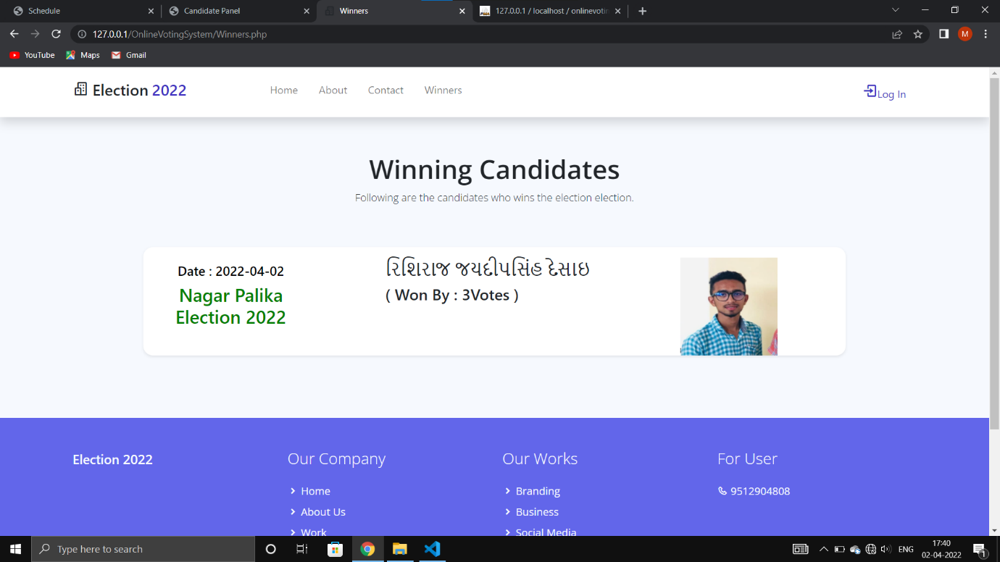 Schedule
Candidate Panel
Winners
127.0.0.1 / localhost / onlinevotin
127.0.0.1/OnlineVotingSystem/Winners.php
M
YouTube
Maps
Gmail
Election 2022
Home
About
Contact
Winners
Log In
Winning Candidates
Following are the candidates who wins the election election.
Date : 2022-04-02
Nagar Palika
Election 2022
રિશિરાજ જયદીપસિંહ દેસાઇ
( Won By : 3Votes )
Election 2022
Our Company
Home
About Us
Work
Our Works
Branding
Business
Social Media
For User
9512904808
Type here to search
ENG
17:40
02-04-2022
1